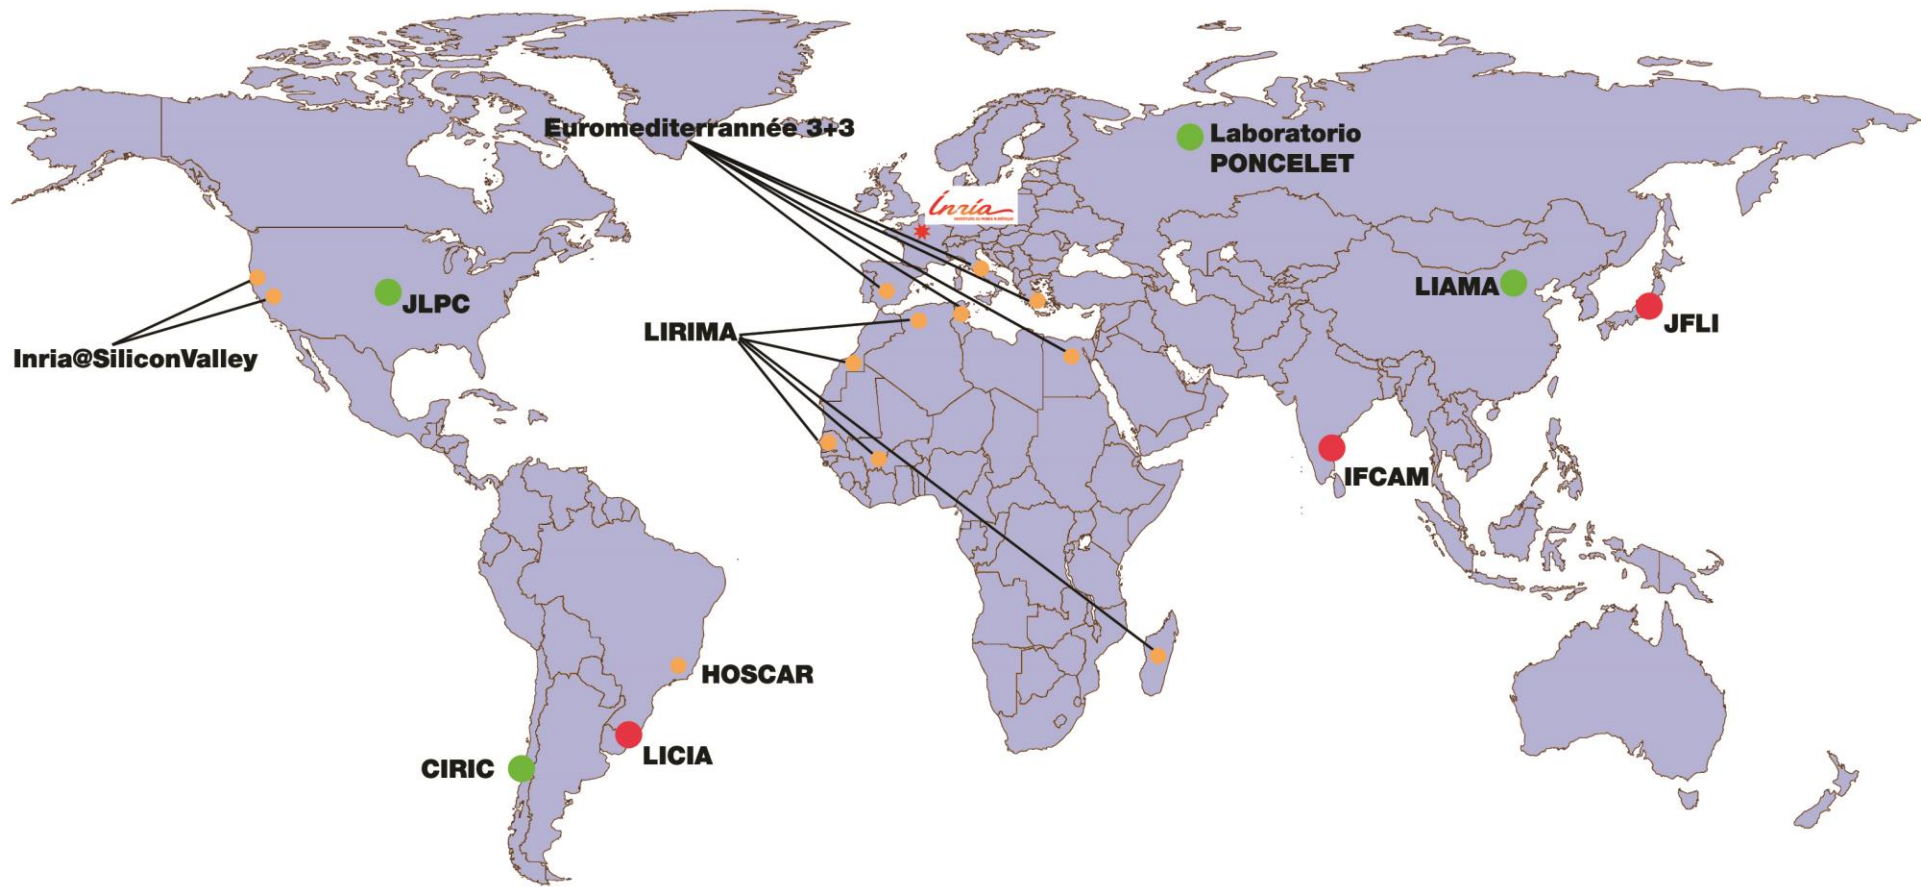 Euromediterrannée 3+3
Laboratorio
PONCELET
Inria
LIAMA
JLPC
JFLI
LIRIMA
Inria@SiliconValley
IFCAM
HOSCAR
LICIA
CIRIC